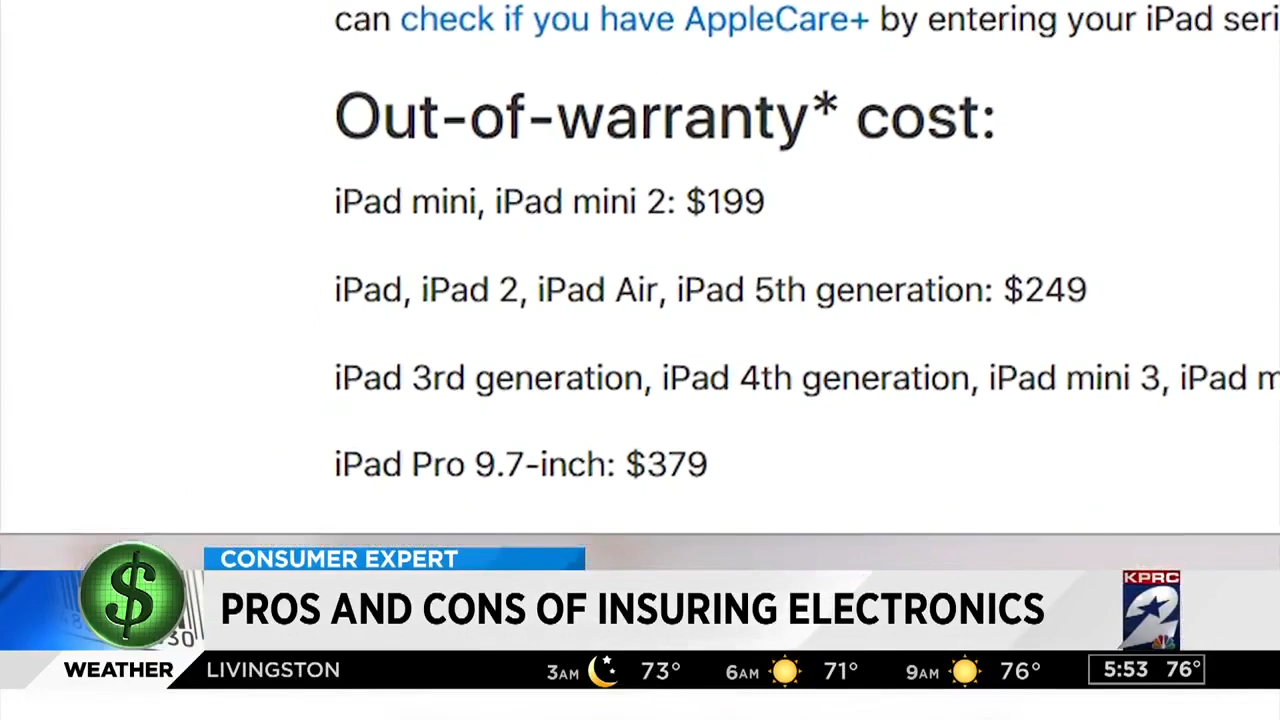 can check if you have AppleCare+ by entering your iPad seri
Out-of-warranty* cost:
iPad mini, iPad mini 2: $199
iPad, iPad 2, iPad Air, iPad 5th generation: $249
iPad 3rd generation, iPad 4th generation, iPad mini 3, iPad m
iPad Pro 9.7-inch: $379
CONSUMER EXPERT
$
PROS AND CONS OF INSURING ELECTRONICS
KPRC
2
WEATHER LIVINGSTON 3AM 73° 6AM 71° 9AM 76° 5:53 76°